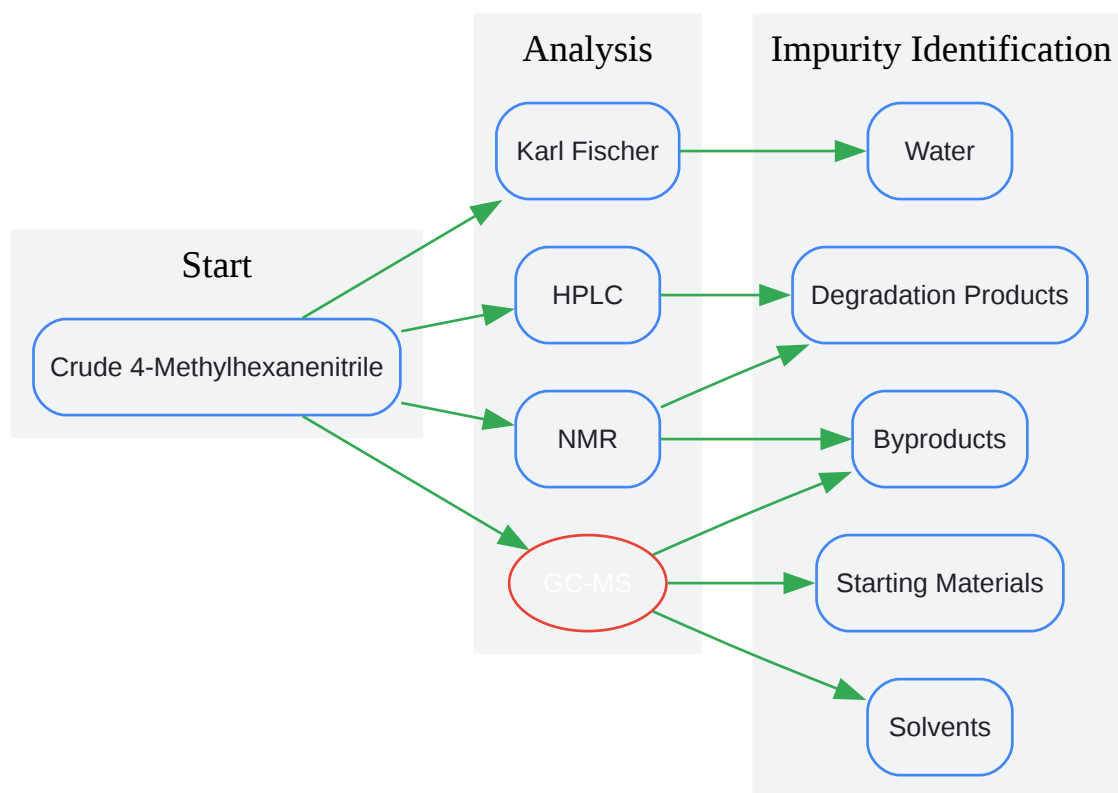 Start
Crude 4-Methylhexanenitrile
Analysis
Karl Fischer
HPLC
NMR
GC-MS
Impurity Identification
Water
Degradation Products
Byproducts
Starting Materials
Solvents